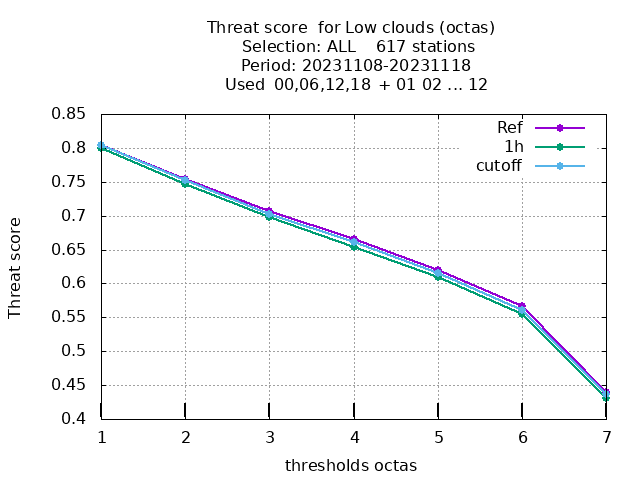 Threat score  for Low clouds (octas)
Selection: ALL    617 stations
Period: 20231108-20231118
Used  00,06,12,18 + 01 02 ... 12
Ref
1h
cutoff
0.85
0.8
0.75
0.7
0.65
0.6
0.55
0.5
0.45
0.4
Threat score
1 2 3 4 5 6 7
thresholds octas